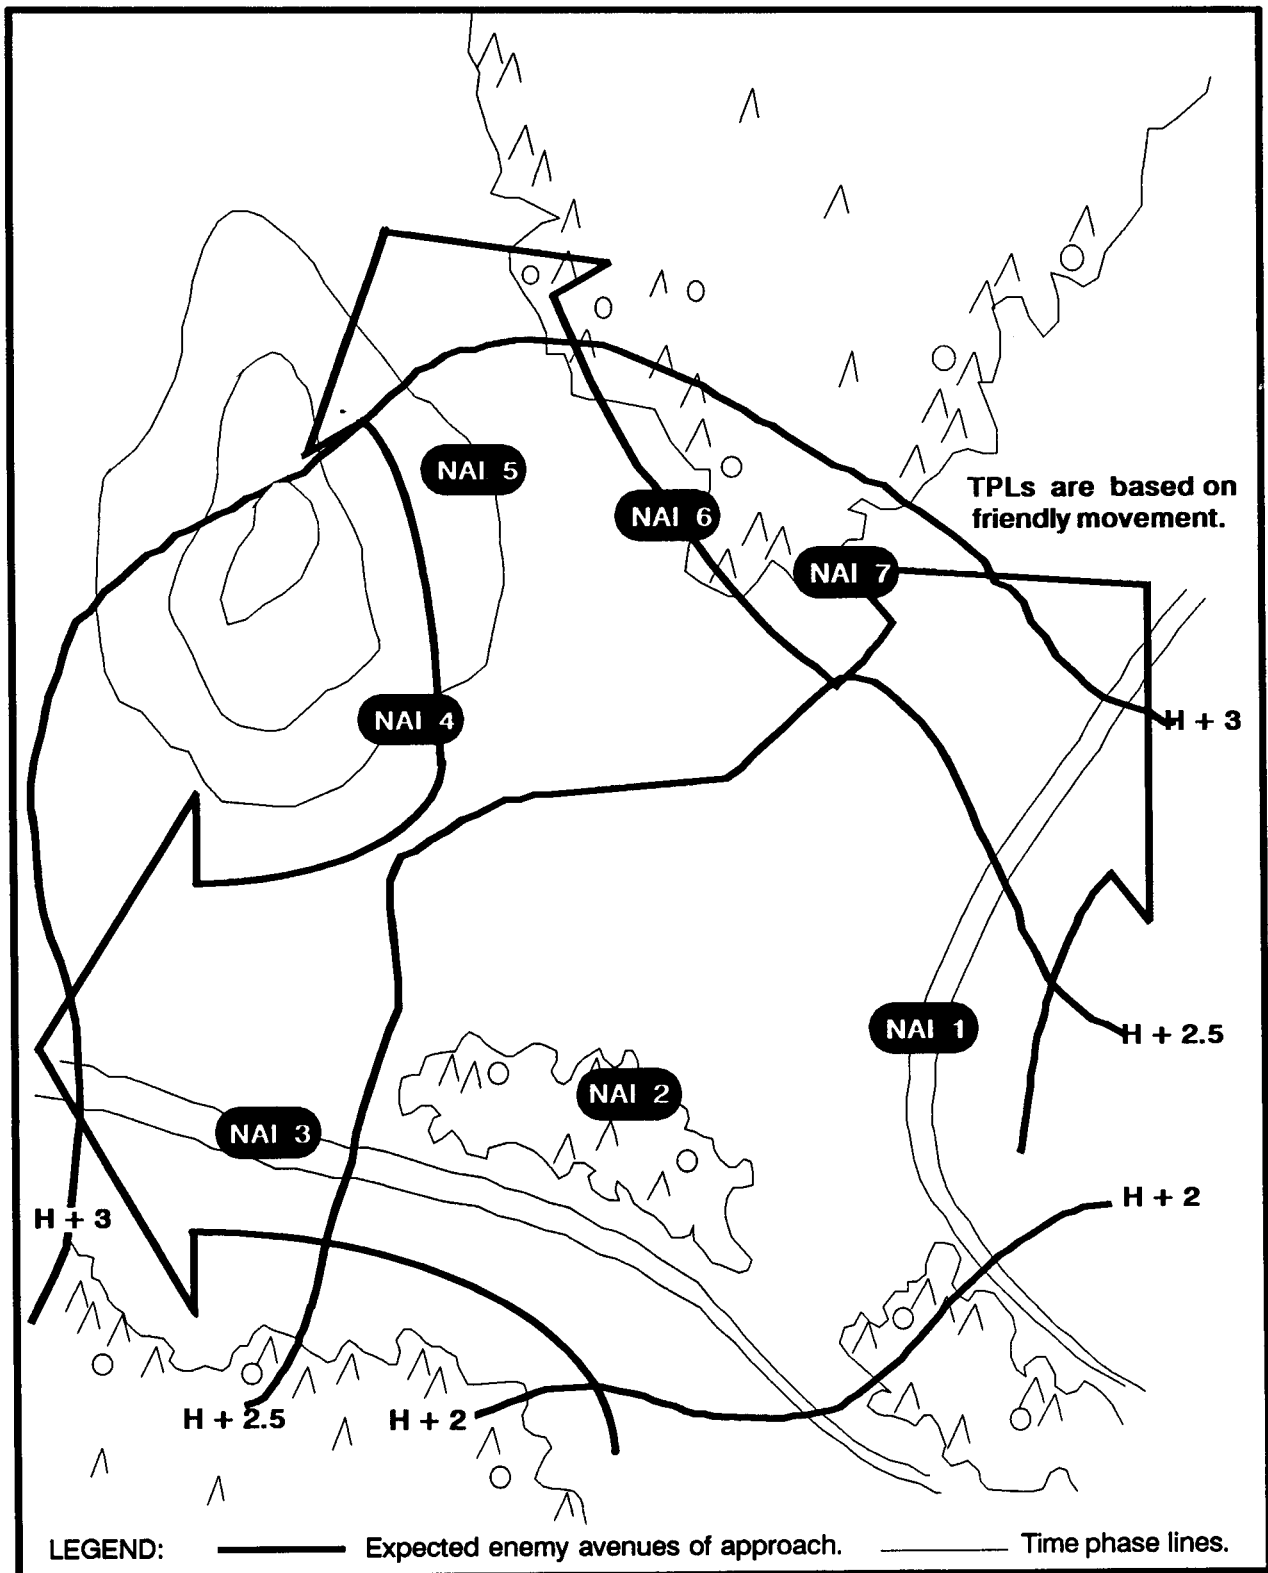 NAI 5
TPLs are based on
friendly movement.
NAI 6
NAI 7
NAI 4
H + 3
NAI 1
H + 2.5
NAI 2
NAI 3
H + 2
H + 3
H + 2.5
H + 2
LEGEND: Expected enemy avenues of approach. Time phase lines.